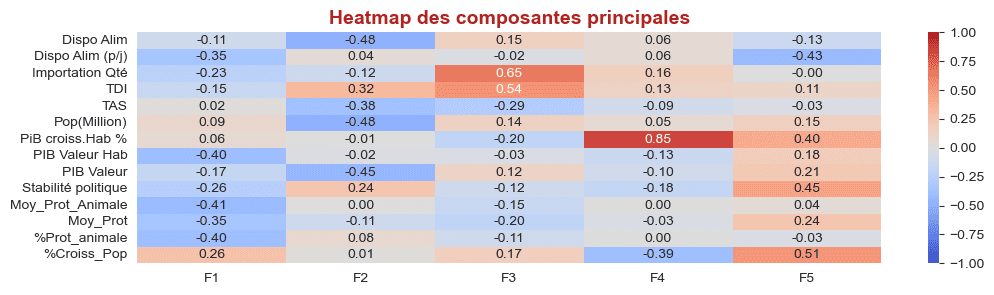 Heatmap des composantes principales
Dispo Alim -0.11 -0.48 0.15 0.06 -0.13
Dispo Alim (p/j) -0.35 0.04 -0.02 0.06 -0.43
Importation Qté -0.23 -0.12 0.65 0.16 -0.00
TDI -0.15 0.32 0.54 0.13 0.11
TAS 0.02 -0.38 -0.29 -0.09 -0.03
Pop(Million) 0.09 -0.48 0.14 0.05 0.15
PiB croiss.Hab % 0.06 -0.01 -0.20 0.85 0.40
PIB Valeur Hab -0.40 -0.02 -0.03 -0.13 0.18
PIB Valeur -0.17 -0.45 0.12 -0.10 0.21
Stabilité politique -0.26 0.24 -0.12 -0.18 0.45
Moy_Prot_Animale -0.41 0.00 -0.15 0.00 0.04
Moy_Prot -0.35 -0.11 -0.20 -0.03 0.24
%Prot_animale -0.40 0.08 -0.11 0.00 -0.03
%Croiss_Pop 0.26 0.01 0.17 -0.39 0.51
F1 F2 F3 F4 F5
1.00
0.75
0.50
0.25
0.00
−0.25
−0.50
−0.75
−1.00